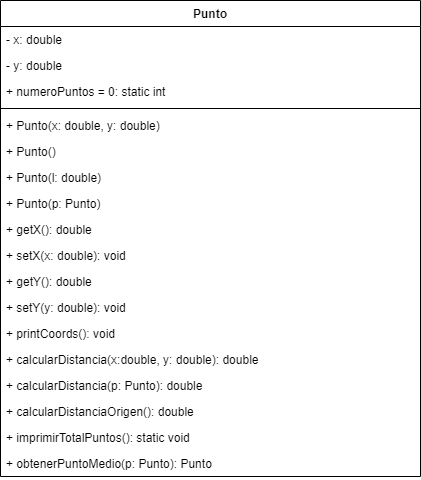 Punto
- x: double
- y: double
+ numeroPuntos = 0: static int
+ Punto(x: double, y: double)
+ Punto()
+ Punto(l: double)
+ Punto(p: Punto)
+ getX(): double
+ setX(x: double): void
+ getY(): double
+ setY(y: double): void
+ printCoords(): void
+ calcularDistancia(x:double, y: double): double
+ calcularDistancia(p: Punto): double
+ calcularDistanciaOrigen(): double
+ imprimirTotalPuntos(): static void
+ obtenerPuntoMedio(p: Punto): Punto